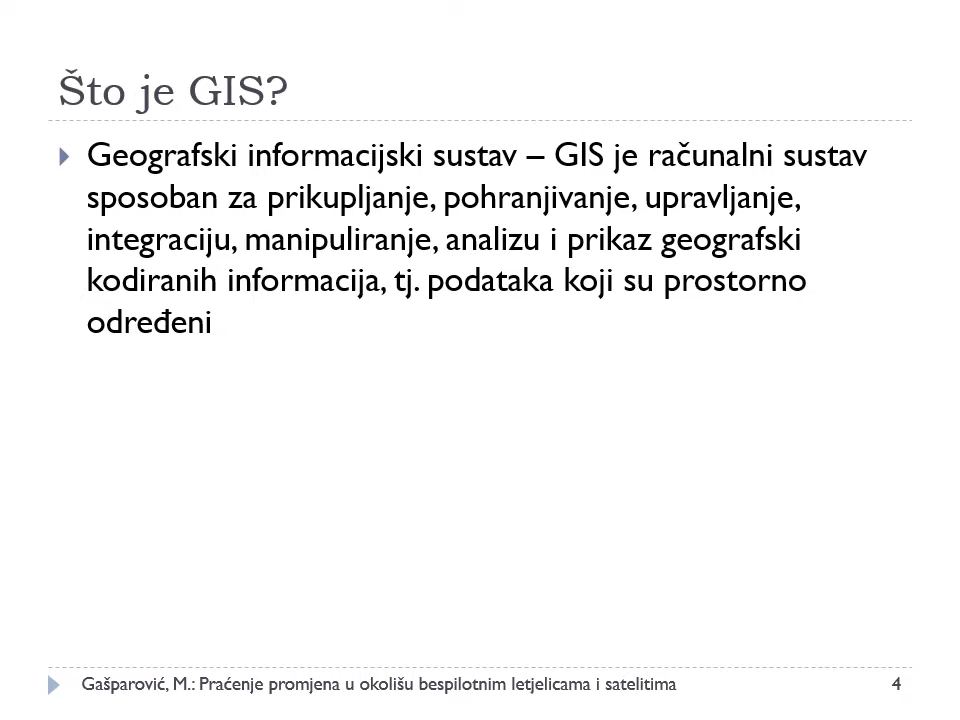 Što je GIS?
Geografski informacijski sustav – GIS je računalni sustav
sposoban za prikupljanje, pohranjivanje, upravljanje,
integraciju, manipuliranje, analizu i prikaz geografski
kodiranih informacija, tj. podataka koji su prostorno
određeni
Gašparović, M.: Praćenje promjena u okolišu bespilotnim letjelicama i satelitima 4